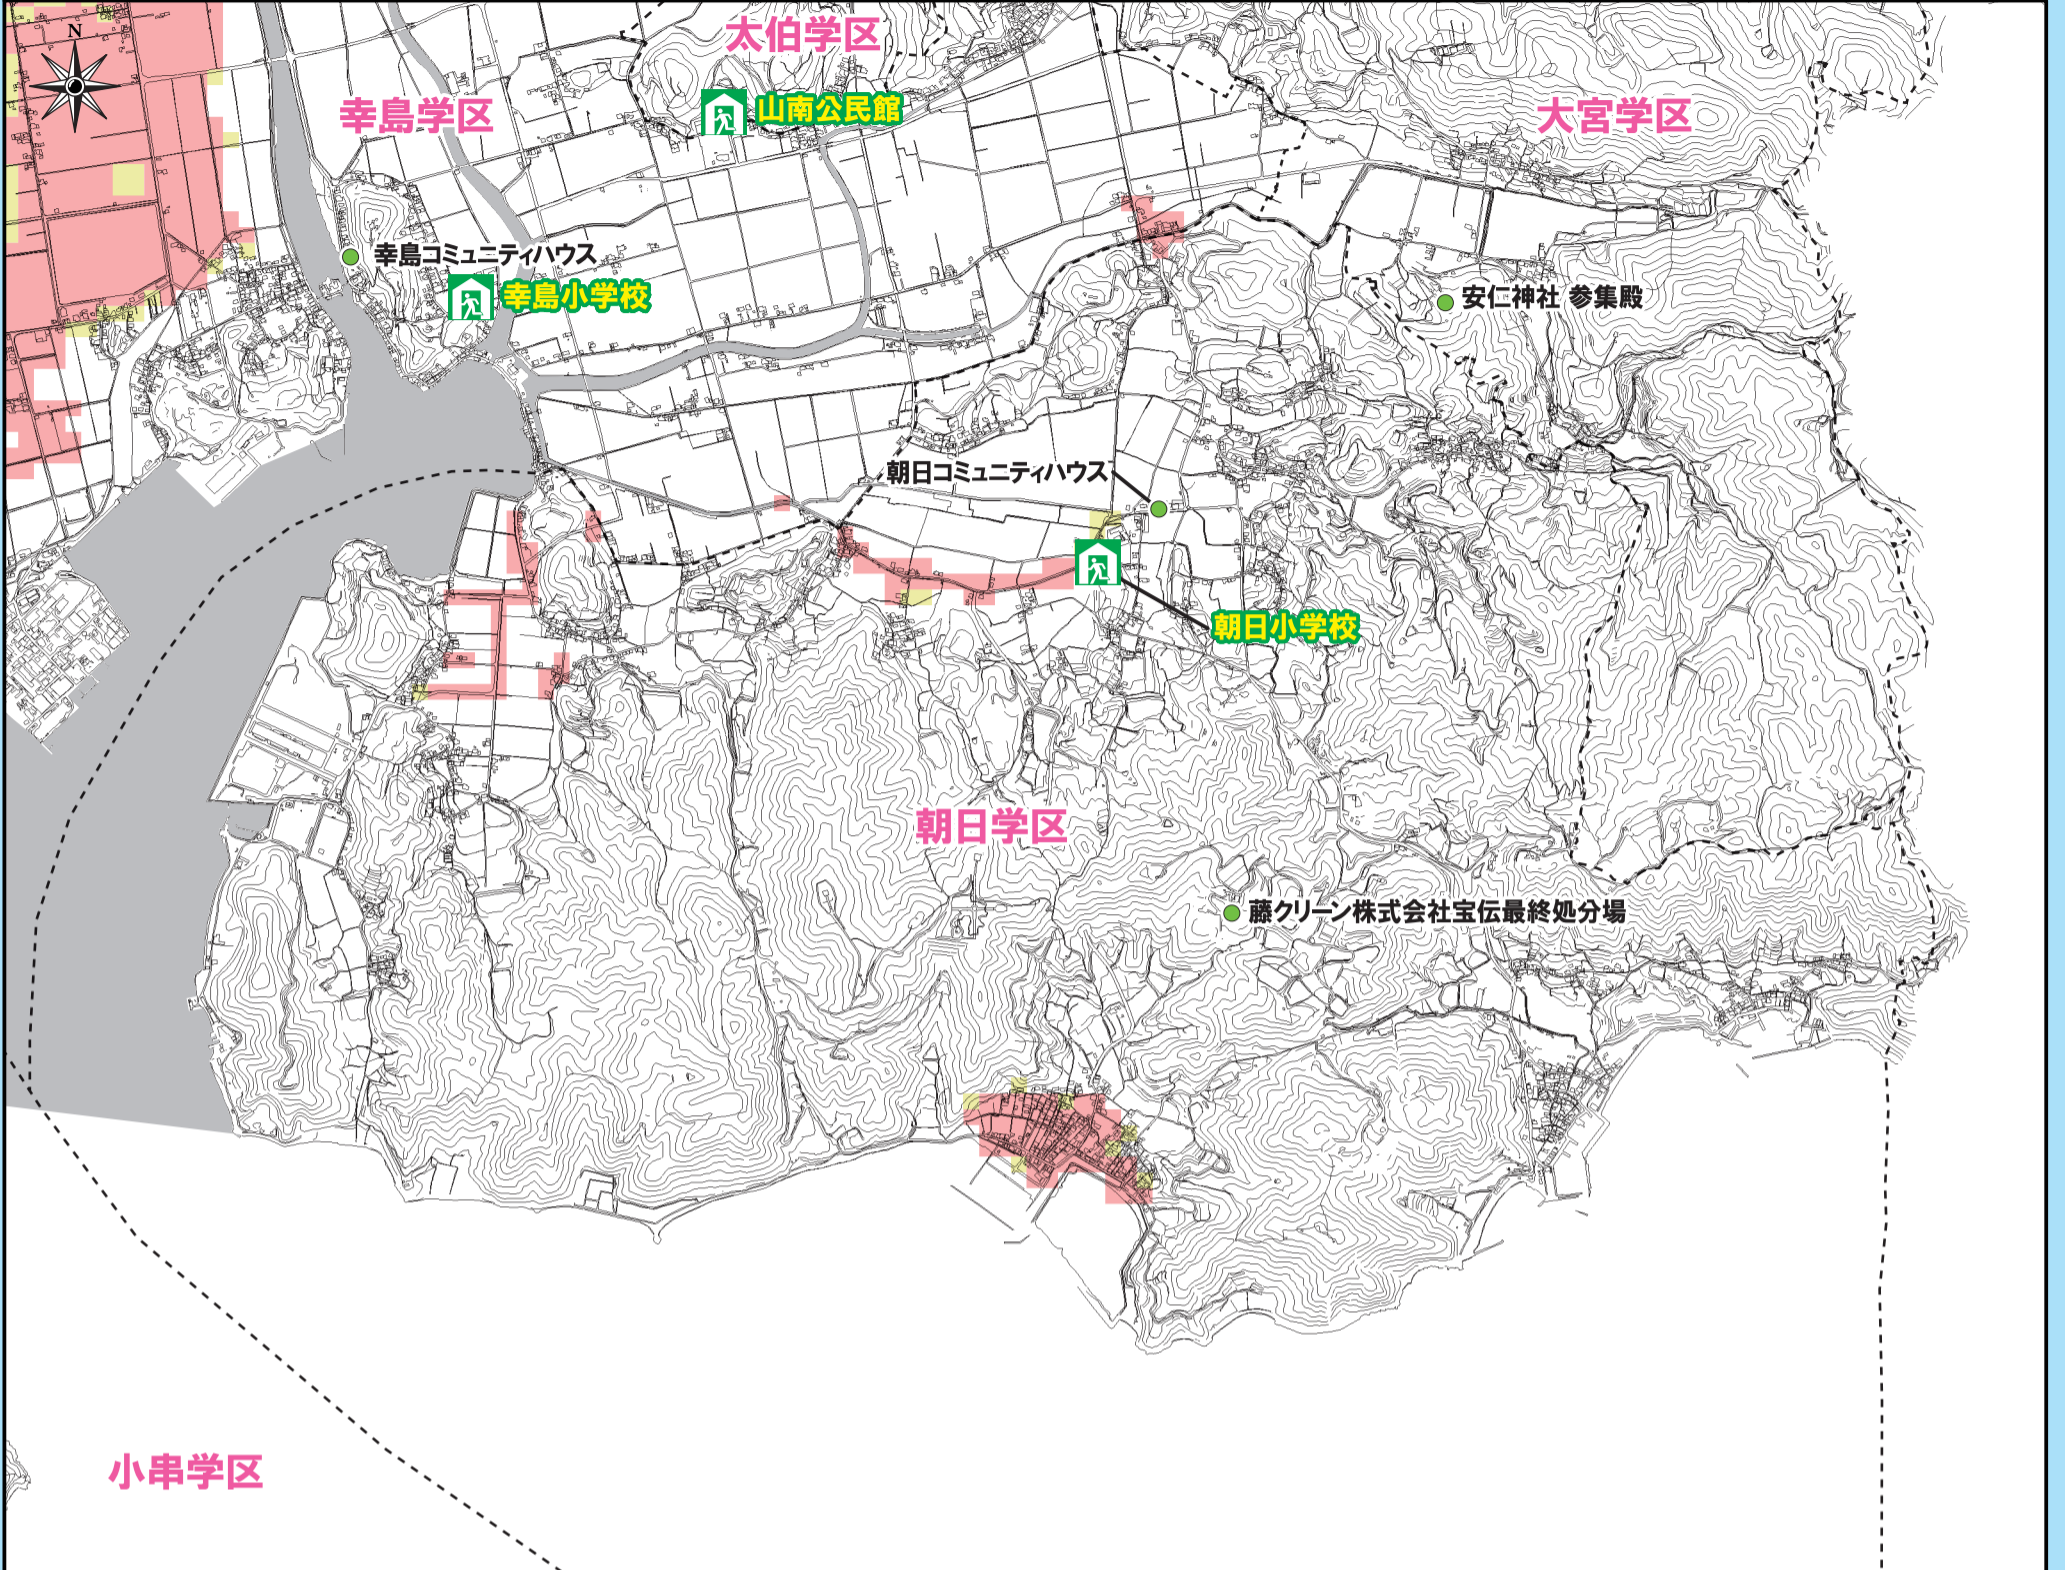 太伯学区
N
山南公民館
幸島学区
大宮学区
幸島コミュニティハウス
幸島小学校
安仁神社 参集殿
朝日コミュニティハウス
朝日小学校
朝日学区
藤クリーン株式会社宝伝最終処分場
小串学区